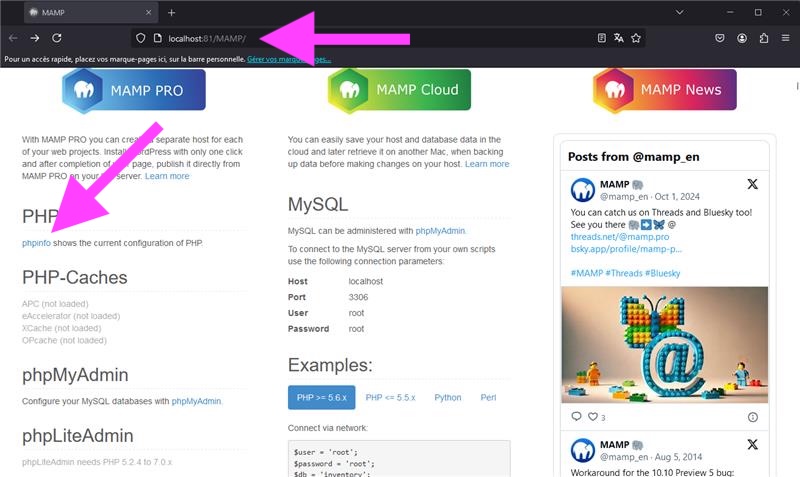 MAMP
localhost:81/MAMP/
Pour un accès rapide, placez vos marque-pages ici, sur la barre personnelle. Gérer vos marque-pages…
MAMP PRO
With MAMP PRO you can create separate host for each
of your web projects. Install WordPress with only one click
and after completion of page, publish it directly from
MAMP PRO on your server. Learn more
PHP
phpinfo shows the current configuration of PHP.
PHP-Caches
APC (not loaded)
eAccelerator (not loaded)
XCache (not loaded)
OPcache (not loaded)
phpMyAdmin
Configure your MySQL databases with phpMyAdmin.
phpLiteAdmin
phpLiteAdmin needs PHP 5.2.4 to 7.0.x
MAMP Cloud
You can easily save your host and database data in the
cloud and later retrieve it on another Mac, when backing
up data before making changes on your host. Learn more
MySQL
MySQL can be administered with phpMyAdmin.
To connect to the MySQL server from your own scripts
use the following connection parameters:
Host localhost
Port 3306
User root
Password root
Examples:
PHP >= 5.6.x PHP <= 5.5.x Python Perl
Connect via network:
$user = 'root';
$password = 'root';
$db = 'inventory';
MAMP News
Posts from @mamp_en
MAMP 🐘
@mamp_en · Oct 1, 2024
You can catch us on Threads and Bluesky too!
See you there 🐘➡️🦋 @
threads.net/@mamp.pro
bsky.app/profile/mamp-p…
#MAMP #Threads #Bluesky
@
3
MAMP 🐘
@mamp_en · Aug 5, 2014
Workaround for the 10.10 Preview 5 bug: